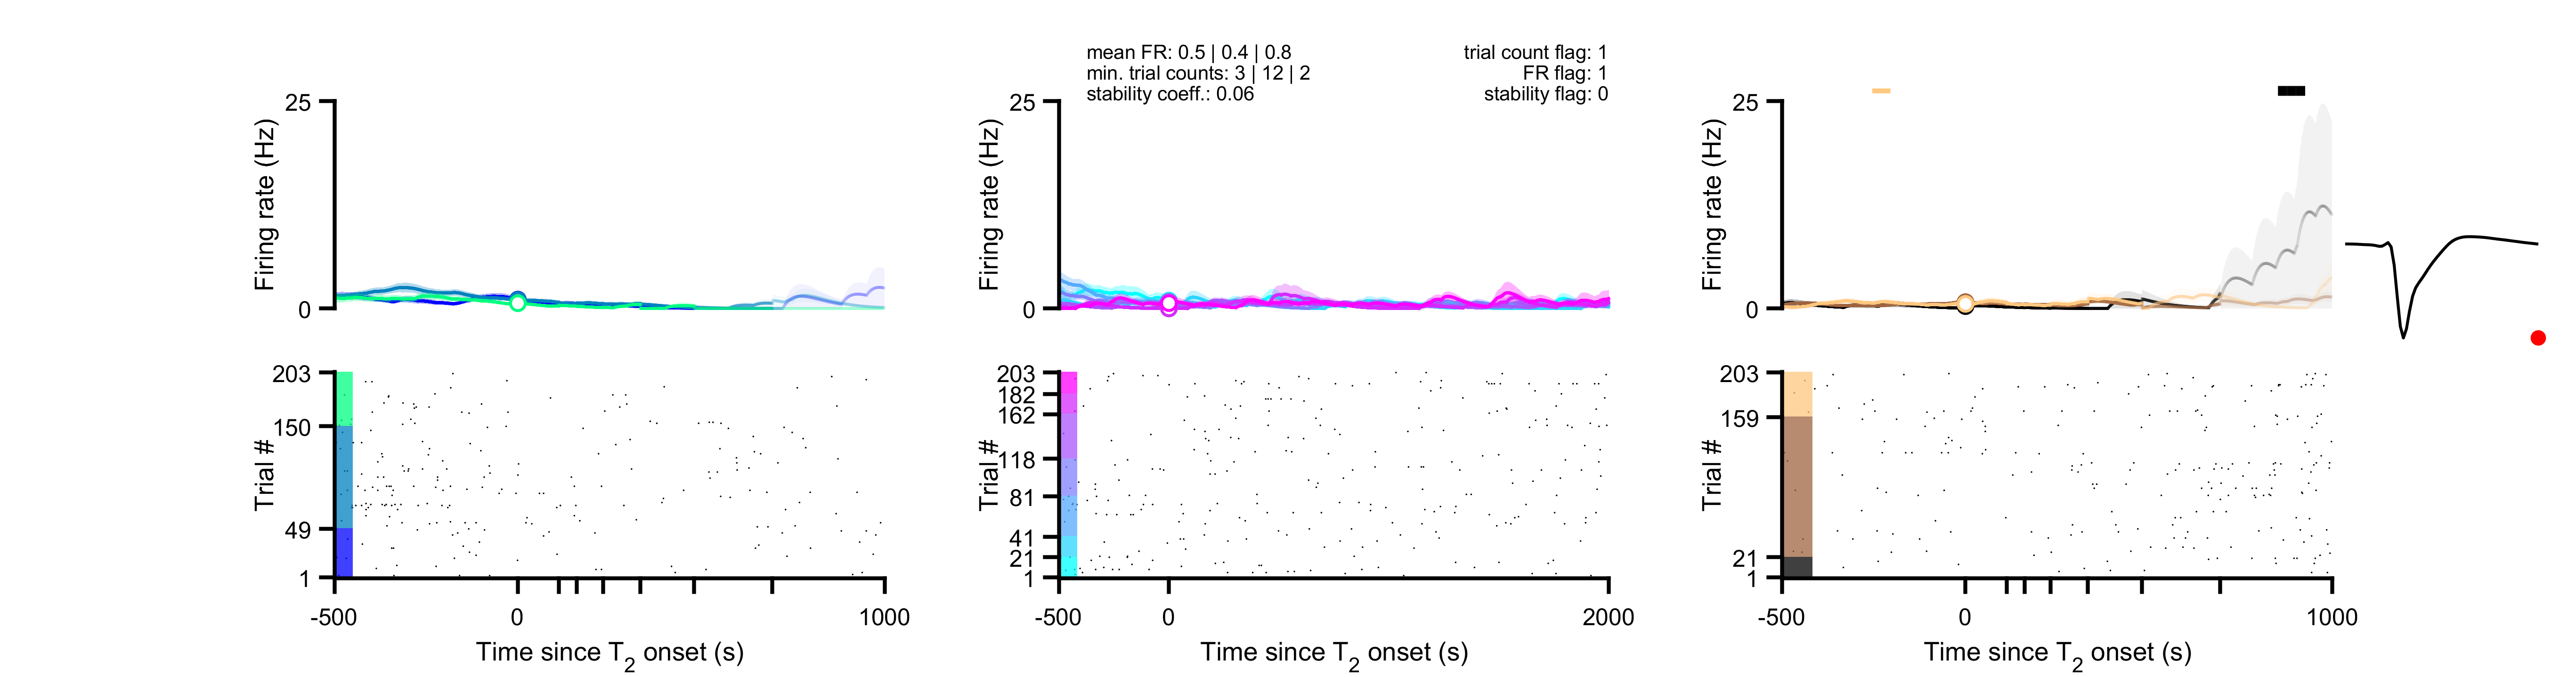 mean FR: 0.5 | 0.4 | 0.8
min. trial counts: 3 | 12 | 2
stability coeff.: 0.06
trial count flag: 1
FR flag: 1
stability flag: 0
25
Firing rate (Hz)
0
25
Firing rate (Hz)
0
25
Firing rate (Hz)
0
203
150
Trial #
49
1
-500
0
1000
Time since T2 onset (s)
203
182
162
118
Trial #
81
41
21
1
-500
0
2000
Time since T2 onset (s)
203
159
Trial #
21
1
-500
0
1000
Time since T2 onset (s)